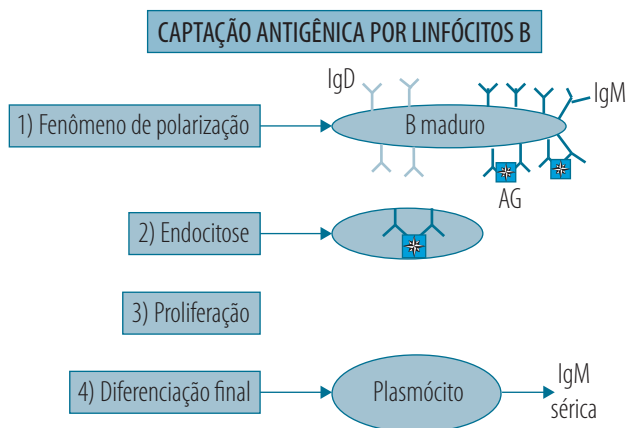 CAPTAÇÃO ANTIGÊNICA POR LINFÓCITOS B
IgD
IgM
1) Fenômeno de polarização
B maduro
AG
2) Endocitose
3) Proliferação
4) Diferenciação final
Plasmócito
IgM
sérica